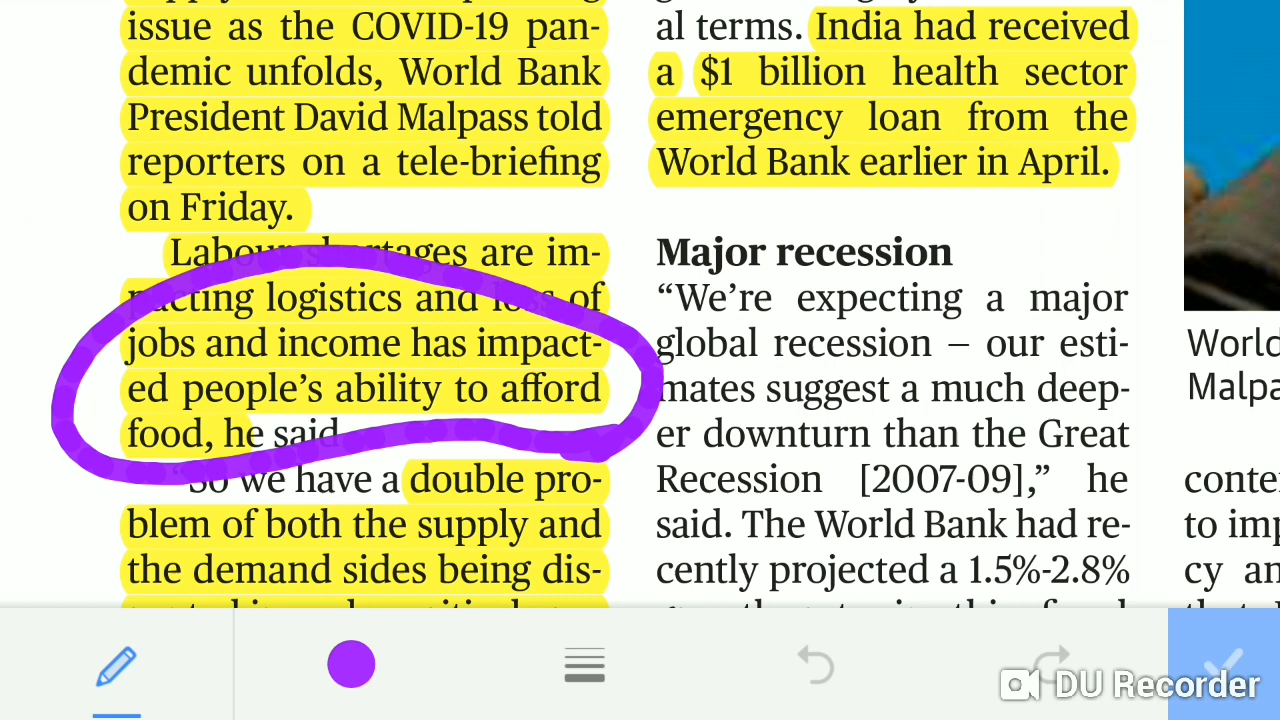 issue as the COVID-19 pan-
demic unfolds, World Bank
President David Malpass told
reporters on a tele-briefing
on Friday.
Labour shortages are im-
pacting logistics and loss of
jobs and income has impact-
ed people's ability to afford
food, he said.
"So we have a double pro-
blem of both the supply and
the demand sides being dis-
al terms. India had received
a $1 billion health sector
emergency loan from the
World Bank earlier in April.
Major recession
“We’re expecting a major
global recession – our esti-
mates suggest a much deep-
er downturn than the Great
Recession [2007-09],” he
said. The World Bank had re-
cently projected a 1.5%-2.8%
World
Malpa
conte
to imp
cy an
DU Recorder